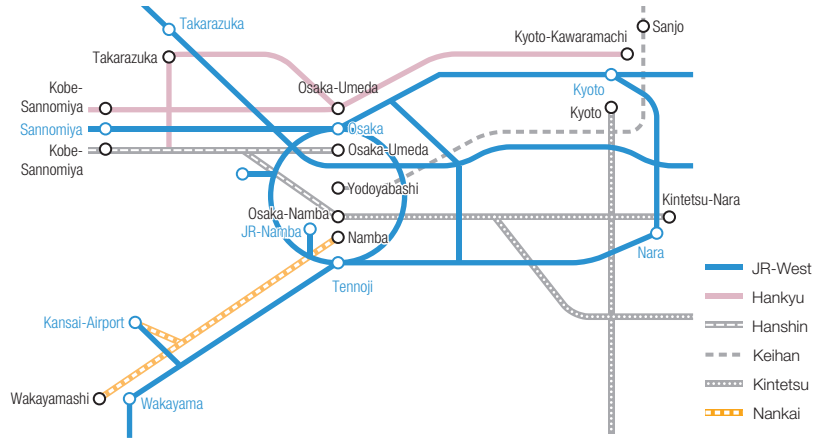 Takarazuka
Sanjo
Kyoto-Kawaramachi
Takarazuka
Kobe-
Sannomiya
Osaka-Umeda
Kyoto
Kyoto
Sannomiya
Osaka
Kobe-
Sannomiya
Osaka-Umeda
Yodoyabashi
Kintetsu-Nara
Osaka-Namba
JR-Namba
Namba
Nara
Tennoji
JR-West
Hankyu
Kansai-Airport
Hanshin
Keihan
Kintetsu
Wakayamashi
Wakayama
Nankai